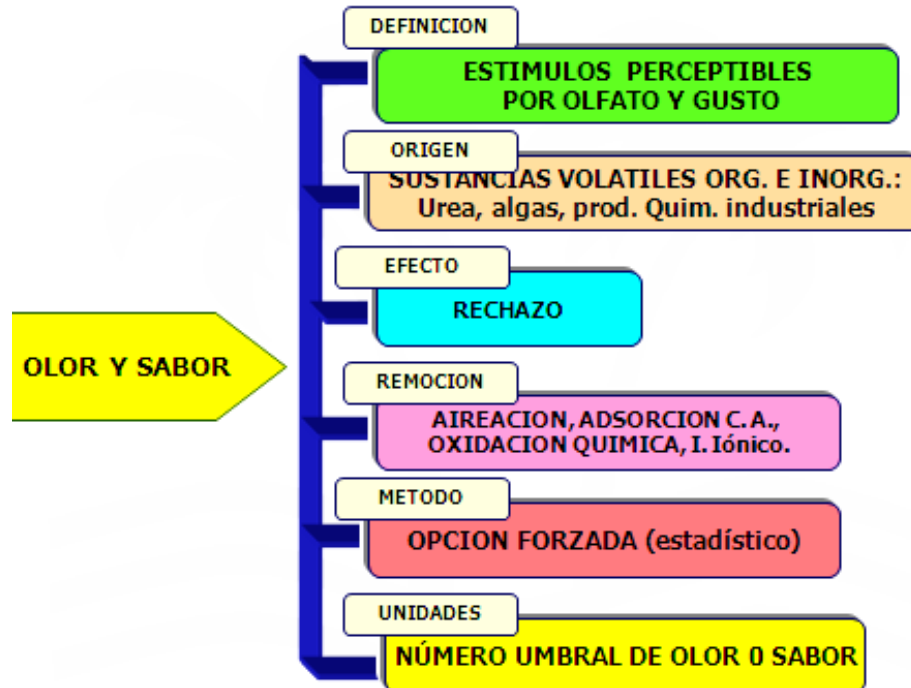 DEFINICION
ESTIMULOS PERCEPTIBLES
POR OLFATO Y GUSTO
ORIGEN
SUSTANCIAS VOLATILES ORG. E INORG.:
Urea, algas, prod. Quim. industriales
EFECTO
RECHAZO
OLOR Y SABOR
REMOCION
AIREACION, ADSORCION C. A.,
OXIDACION QUIMICA, I. Iónico.
METODO
OPCION FORZADA (estadístico)
UNIDADES
NÚMERO UMBRAL DE OLOR 0 SABOR